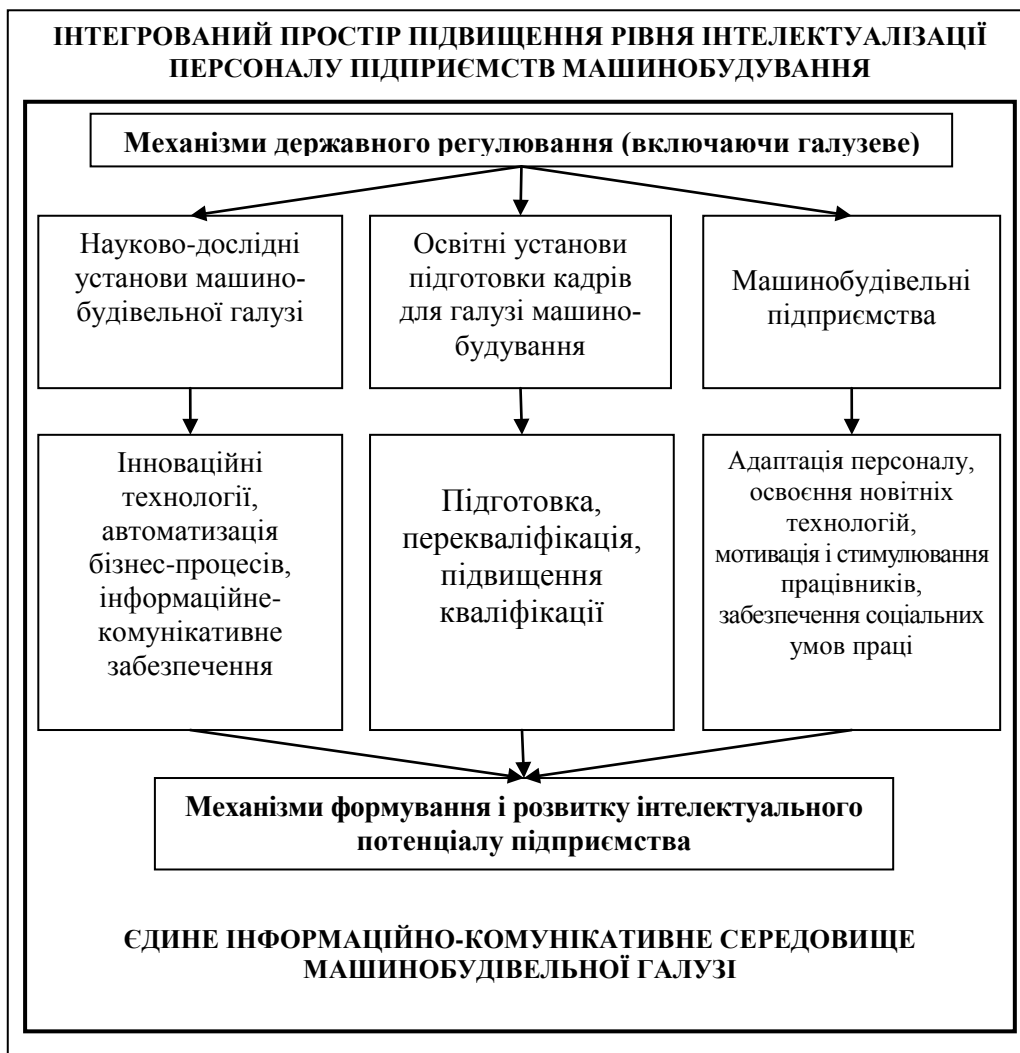 ІНТЕГРОВАНИЙ ПРОСТІР ПІДВИЩЕННЯ РІВНЯ ІНТЕЛЕКТУАЛІЗАЦІЇ
ПЕРСОНАЛУ ПІДПРИЄМСТВ МАШИНОБУДУВАННЯ
Механізми державного регулювання (включаючи галузеве)
Науково-дослідні
установи машино-
будівельної галузі
Освітні установи
підготовки кадрів
для галузі машино-
будування
Машинобудівельні
підприємства
Інноваційні
технології,
автоматизація
бізнес-процесів,
інформаційне-
комунікативне
забезпечення
Підготовка,
перекваліфікація,
підвищення
кваліфікації
Адаптація персоналу,
освоєння новітніх
технологій,
мотивація і стимулювання
працівників,
забезпечення соціальних
умов праці
Механізми формування і розвитку інтелектуального
потенціалу підприємства
ЄДИНЕ ІНФОРМАЦІЙНО-КОМУНІКАТИВНЕ СЕРЕДОВИЩЕ
МАШИНОБУДІВЕЛЬНОЇ ГАЛУЗІ